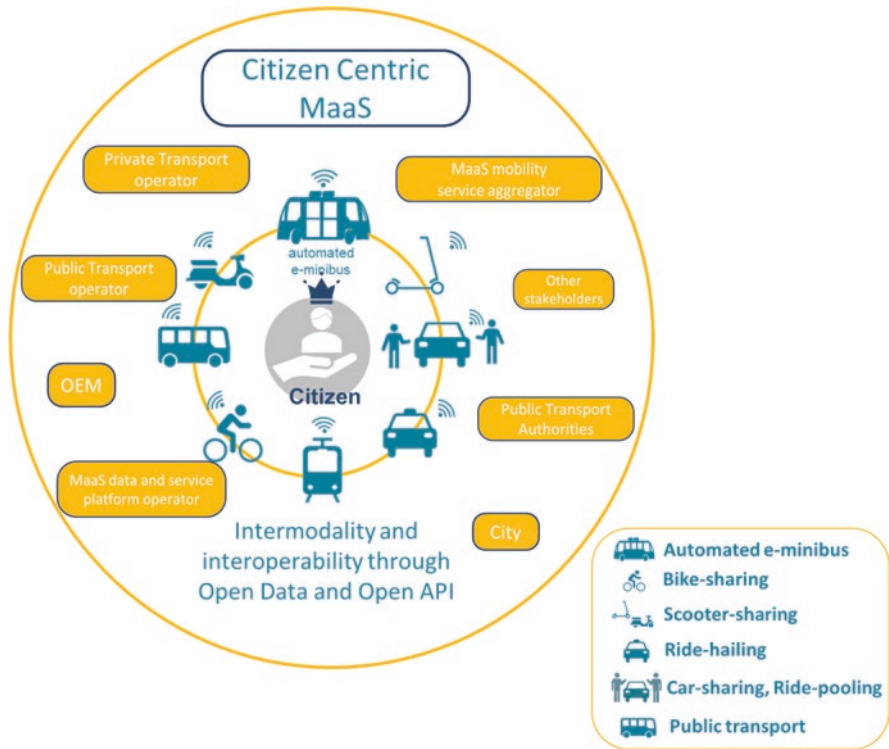 Citizen Centric
MaaS
Private Transport
operator
MaaS mobility
service aggregator
automated
e-minibus
Public Transport
operator
Other
stakeholders
OEM
Citizen
Public Transport
Authorities
MaaS data and service
platform operator
City
Intermodality and
interoperability through
Open Data and Open API
Automated e-minibus
Bike-sharing
Scooter-sharing
Ride-hailing
Car-sharing, Ride-pooling
Public transport